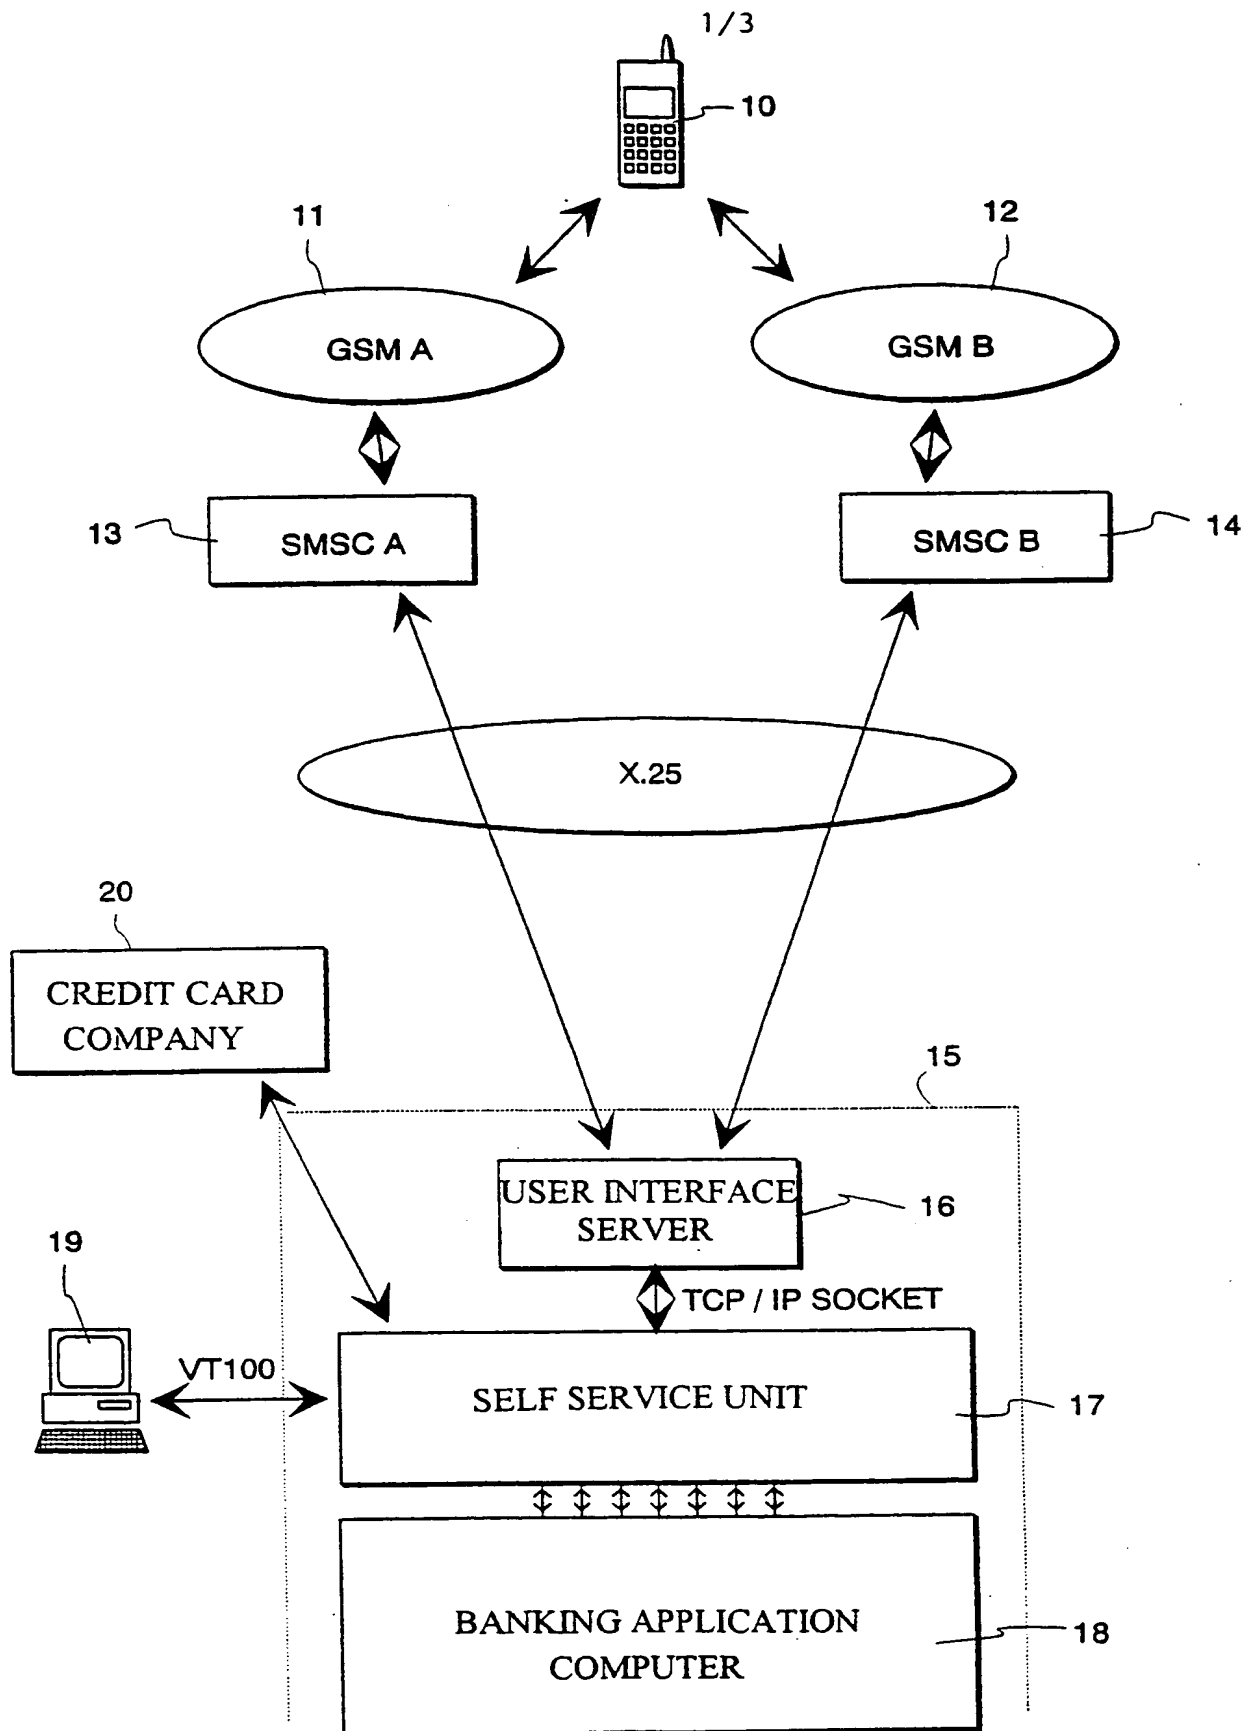 1/3
10
11
12
GSM A
GSM B
13
SMSC A
SMSC B
14
X.25
20
CREDIT CARD
COMPANY
15
USER INTERFACE
SERVER
16
19
TCP / IP SOCKET
VT100
SELF SERVICE UNIT
17
BANKING APPLICATION
COMPUTER
18